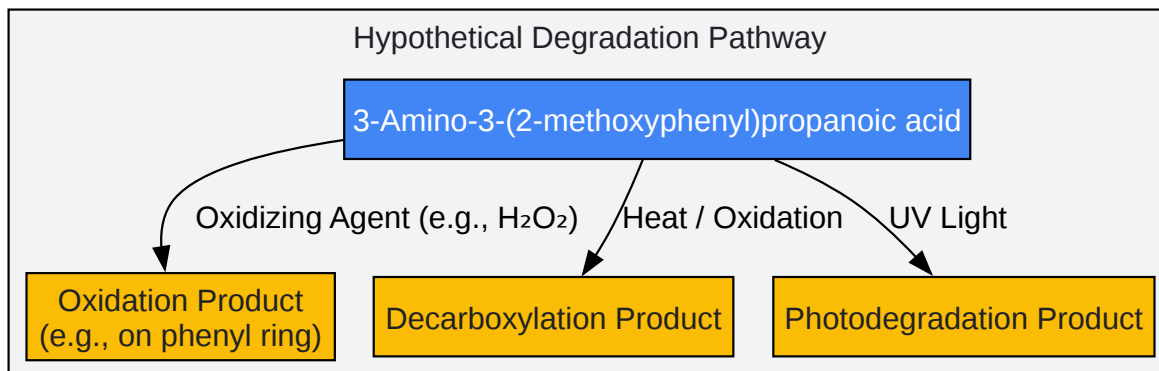 Hypothetical Degradation Pathway
3-Amino-3-(2-methoxyphenyl)propanoic acid
Oxidizing Agent (e.g., H₂O₂)
Heat / Oxidation
UV Light
Oxidation Product
(e.g., on phenyl ring)
Decarboxylation Product
Photodegradation Product